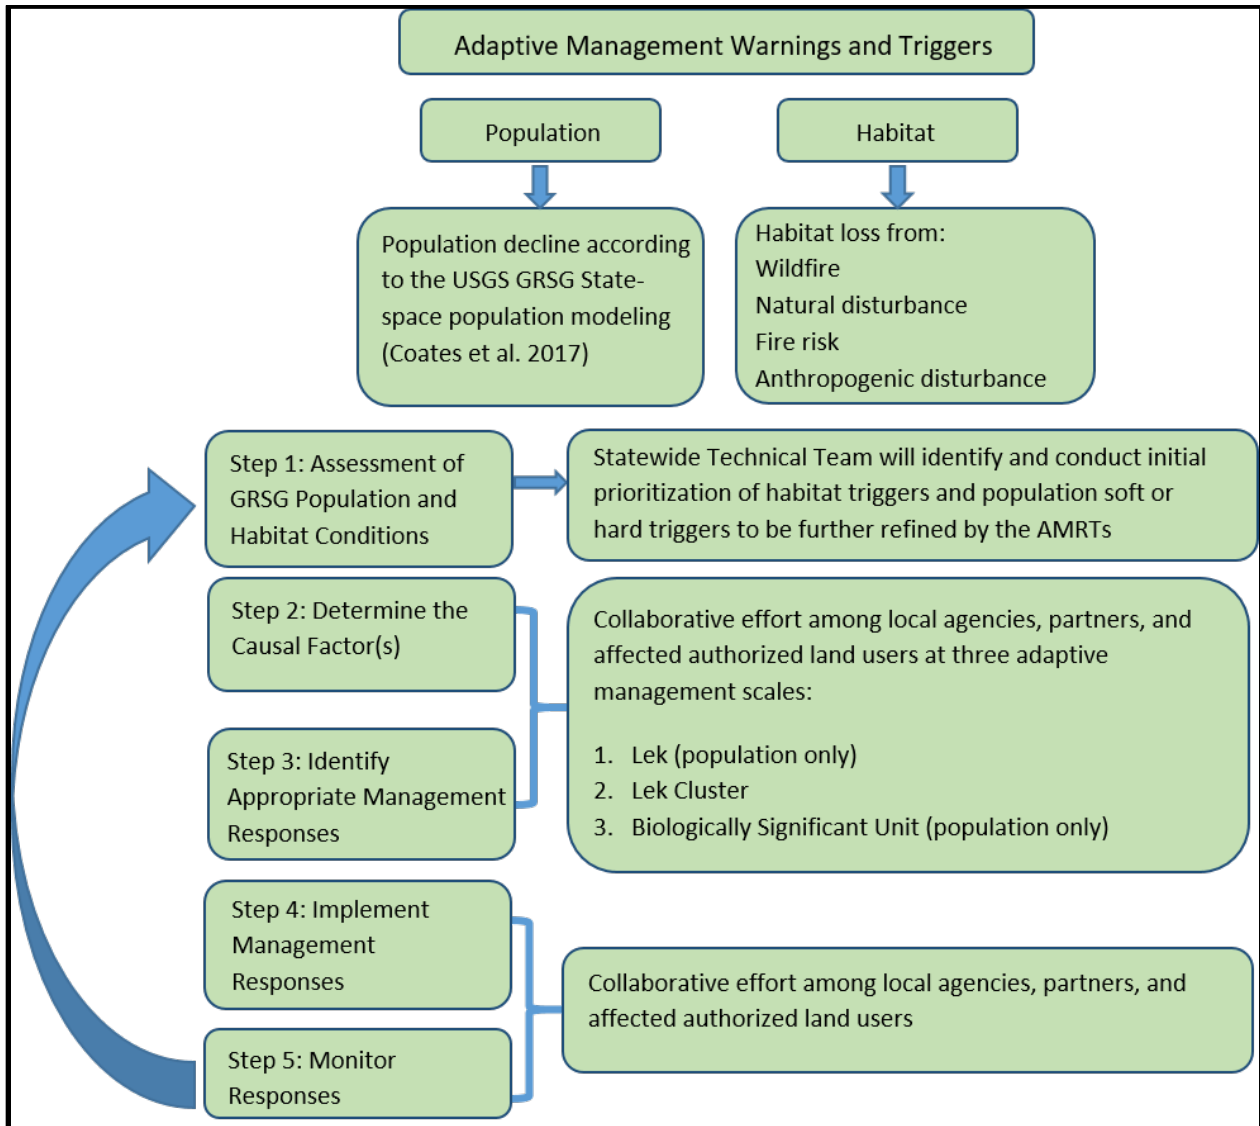 Adaptive Management Warnings and Triggers
Population
Habitat
Population decline according
to the USGS GRSG State-
space population modeling
(Coates et al. 2017)
Habitat loss from:
Wildfire
Natural disturbance
Fire risk
Anthropogenic disturbance
Step 1: Assessment of
GRSG Population and
Habitat Conditions
Statewide Technical Team will identify and conduct initial
prioritization of habitat triggers and population soft or
hard triggers to be further refined by the AMRTs
Step 2: Determine the
Causal Factor(s)
Step 3: Identify
Appropriate Management
Responses
Collaborative effort among local agencies, partners, and
affected authorized land users at three adaptive
management scales:
1. Lek (population only)
2. Lek Cluster
3. Biologically Significant Unit (population only)
Step 4: Implement
Management
Responses
Step 5: Monitor
Responses
Collaborative effort among local agencies, partners, and
affected authorized land users